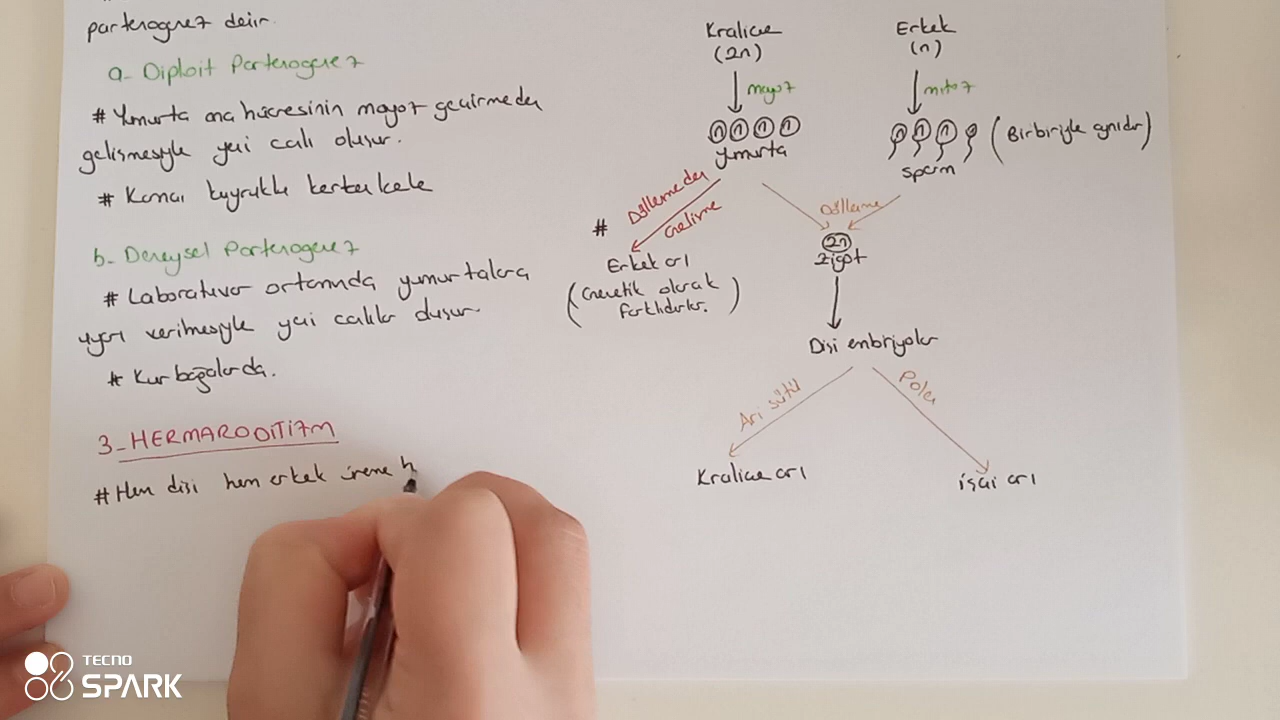 partenogenez denir.
a- Diploit Partenogenez
# Yumurta ana hücresinin mayoz geçirmeden
gelişmesiyle yeni canlı oluşur.
# Kamçı kuyruklu kertenkele
b- Deneysel Partenogenez
# Laboratuvar ortamında yumurtalara
uyarı verilmesiyle yeni canlılar oluşur.
# Kurbağalarda.
3- HERMARODİTİZM
# Hem dişi hem erkek üreme h
Kraliçe
(2n)
mayoz
n n n n
yumurta
Erkek
(n)
mitoz
n n n n
sperm
(Birbiriyle aynıdır)
#
Döllenmeden
Gelişme
Erkek arı
(Genetik olarak
farklıdırlar.)
Döllenme
2n
Zigot
Dişi embriyolar
Arı sütü
Polen
Kraliçe arı
işçi arı
TECNO
SPARK